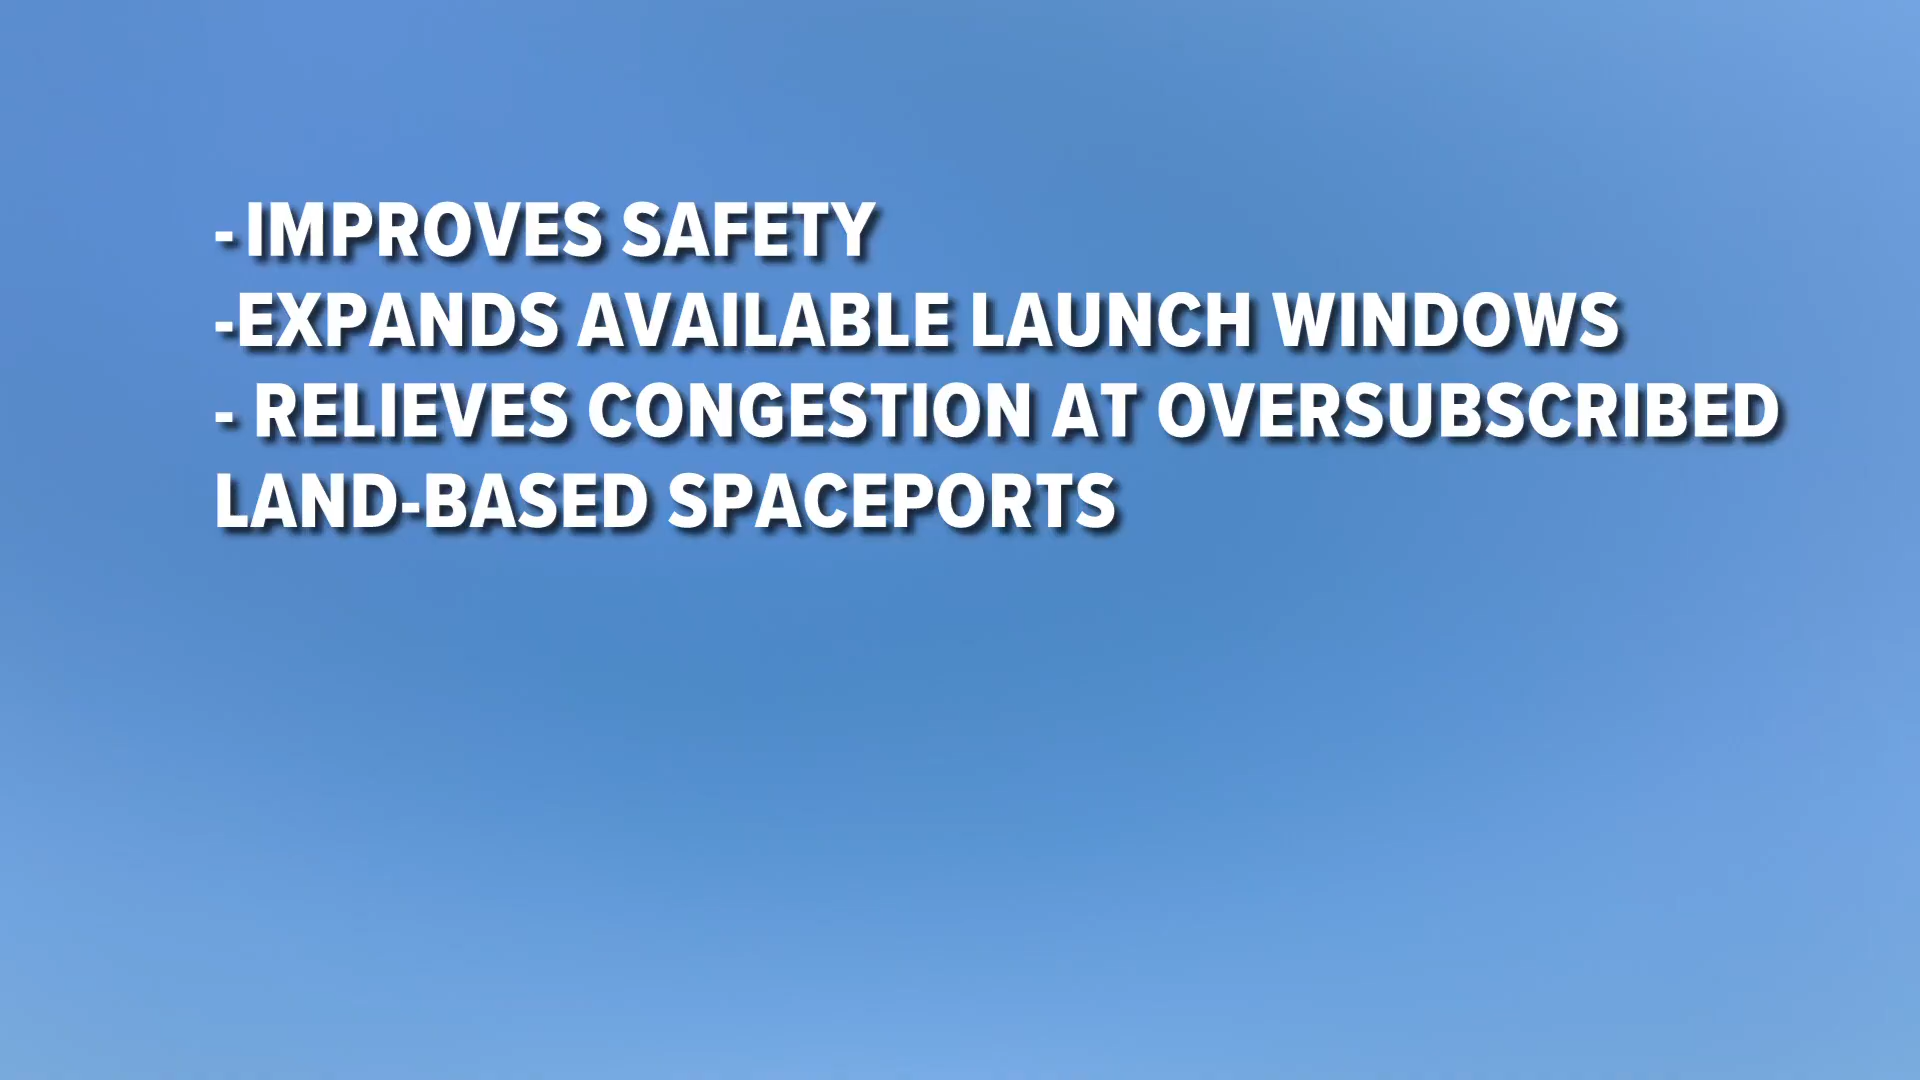 - IMPROVES SAFETY
-EXPANDS AVAILABLE LAUNCH WINDOWS
- RELIEVES CONGESTION AT OVERSUBSCRIBED
LAND-BASED SPACEPORTS